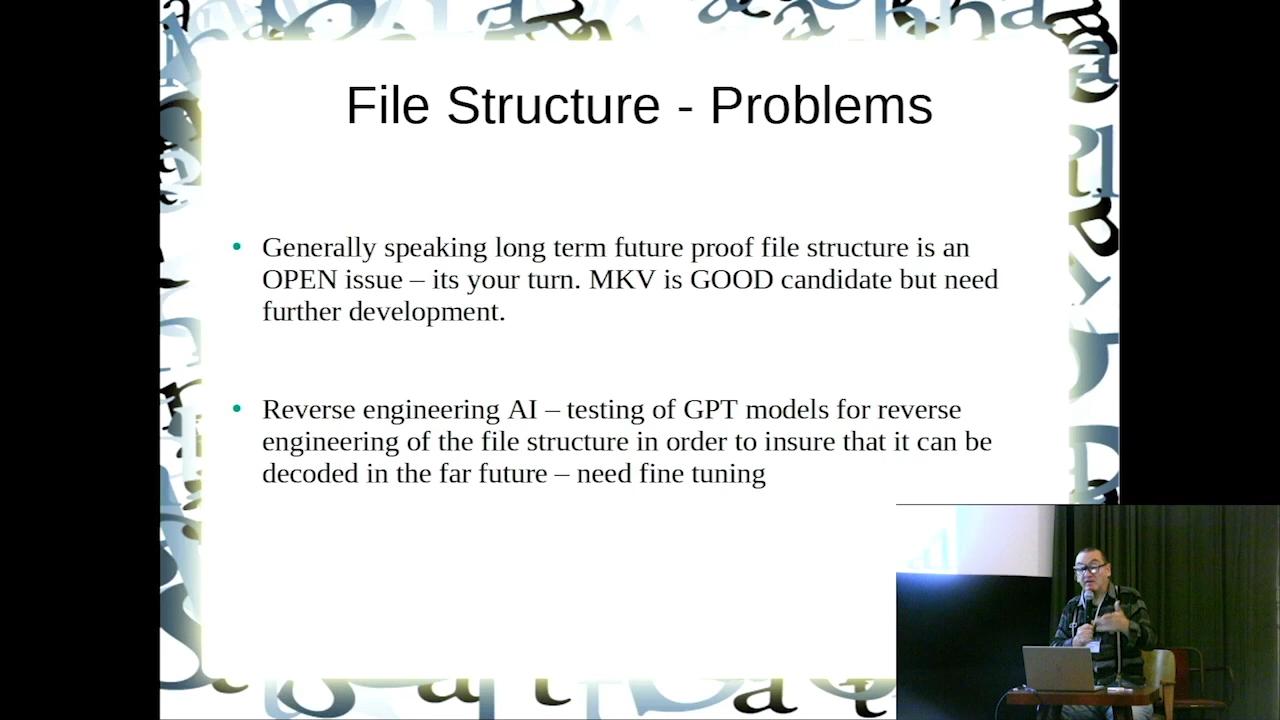 File Structure - Problems
• Generally speaking long term future proof file structure is an
OPEN issue – its your turn. MKV is GOOD candidate but need
further development.
• Reverse engineering AI – testing of GPT models for reverse
engineering of the file structure in order to insure that it can be
decoded in the far future – need fine tuning